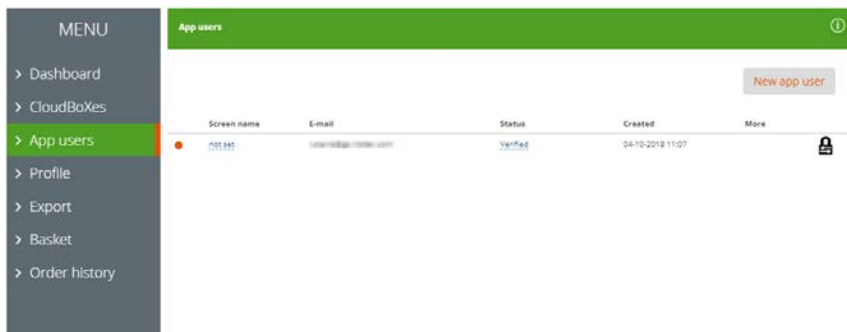 MENU
Dashboard
CloudBoXes
App users
Profile
Export
Basket
Order history
App users
New app user
Screen name E-mail Status Created More
not set Verified 04-10-2018 11:07